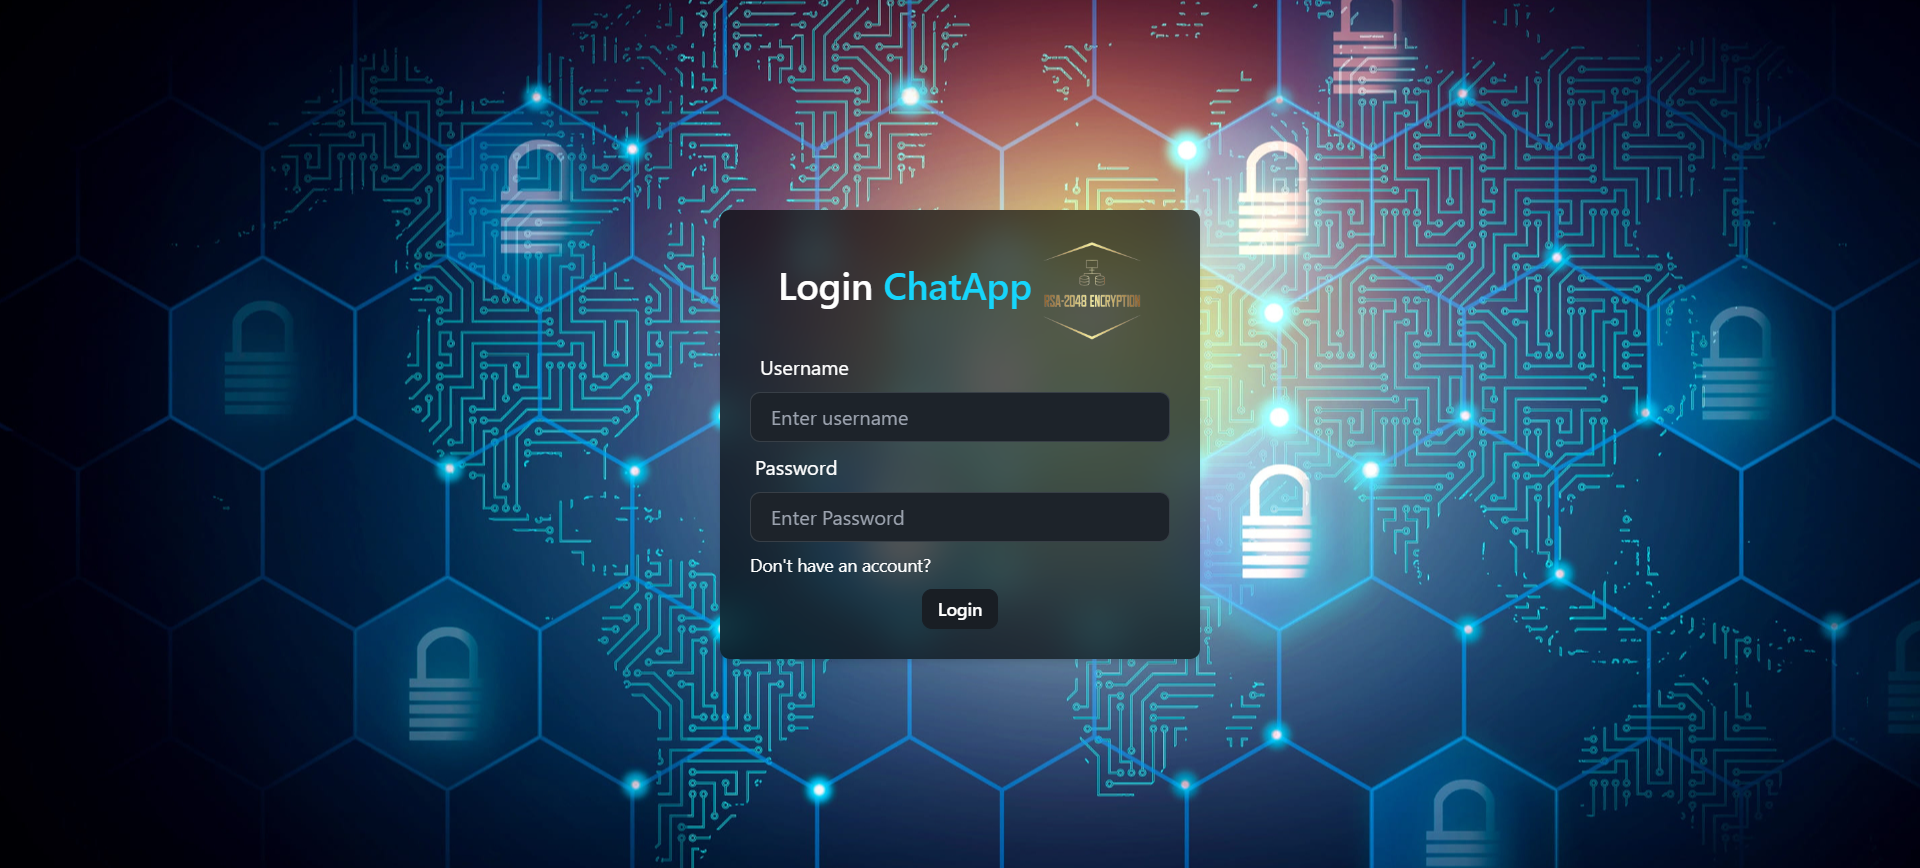 Login ChatApp
RSA-2048 ENCRYPTION
Username
Enter username
Password
Enter Password
Don't have an account?
Login